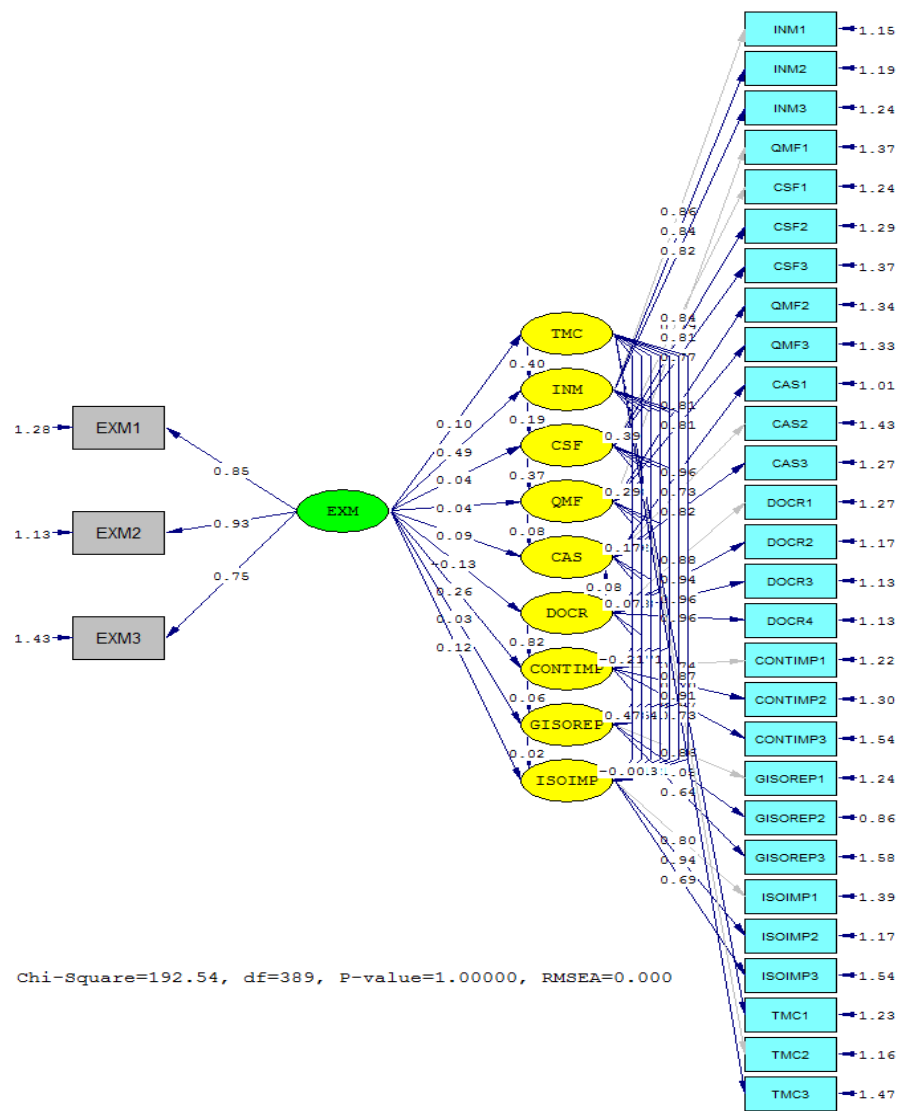 INM1 1.15
INM2 1.19
INM3 1.24
QMF1 1.37
CSF1 1.24
CSF2 1.29
CSF3 1.37
QMF2 1.34
QMF3 1.33
CAS1 1.01
CAS2 1.43
CAS3 1.27
DOCR1 1.27
DOCR2 1.17
DOCR3 1.13
DOCR4 1.13
CONTIMP1 1.22
CONTIMP2 1.30
CONTIMP3 1.54
GISOREP1 1.24
GISOREP2 0.86
GISOREP3 1.58
ISOIMP1 1.39
ISOIMP2 1.17
ISOIMP3 1.54
TMC1 1.23
TMC2 1.16
TMC3 1.47
0.86
0.84
0.82
0.84
0.81
0.77
0.81
0.81
0.96
0.73
0.82
0.88
0.94
0.96
0.96
0.87
0.91
0.73
0.64
0.80
0.94
0.69
TMC
0.40
INM
0.19
CSF
0.39
0.37
QMF
0.29
0.08
CAS
0.08
DOCR
0.82
CONTIMP
0.06
GISOREP
0.02
ISOIMP
0.10
0.49
0.04
0.04
0.09
-0.13
0.26
0.03
0.12
EXM
1.28 EXM1
0.85
1.13 EXM2
0.93
0.75
1.43 EXM3
Chi-Square=192.54, df=389, P-value=1.00000, RMSEA=0.000